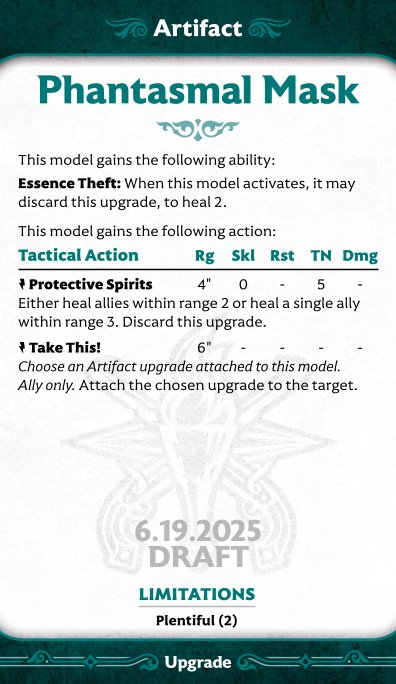 Artifact
Phantasmal Mask
This model gains the following ability:
Essence Theft: When this model activates, it may
discard this upgrade, to heal 2.
This model gains the following action:
Tactical Action Rg Skl Rst TN Dmg
Protective Spirits 4" 0 - 5 -
Either heal allies within range 2 or heal a single ally
within range 3. Discard this upgrade.
Take This! 6" - - - -
Choose an Artifact upgrade attached to this model.
Ally only. Attach the chosen upgrade to the target.
6.19.2025
DRAFT
LIMITATIONS
Plentiful (2)
Upgrade